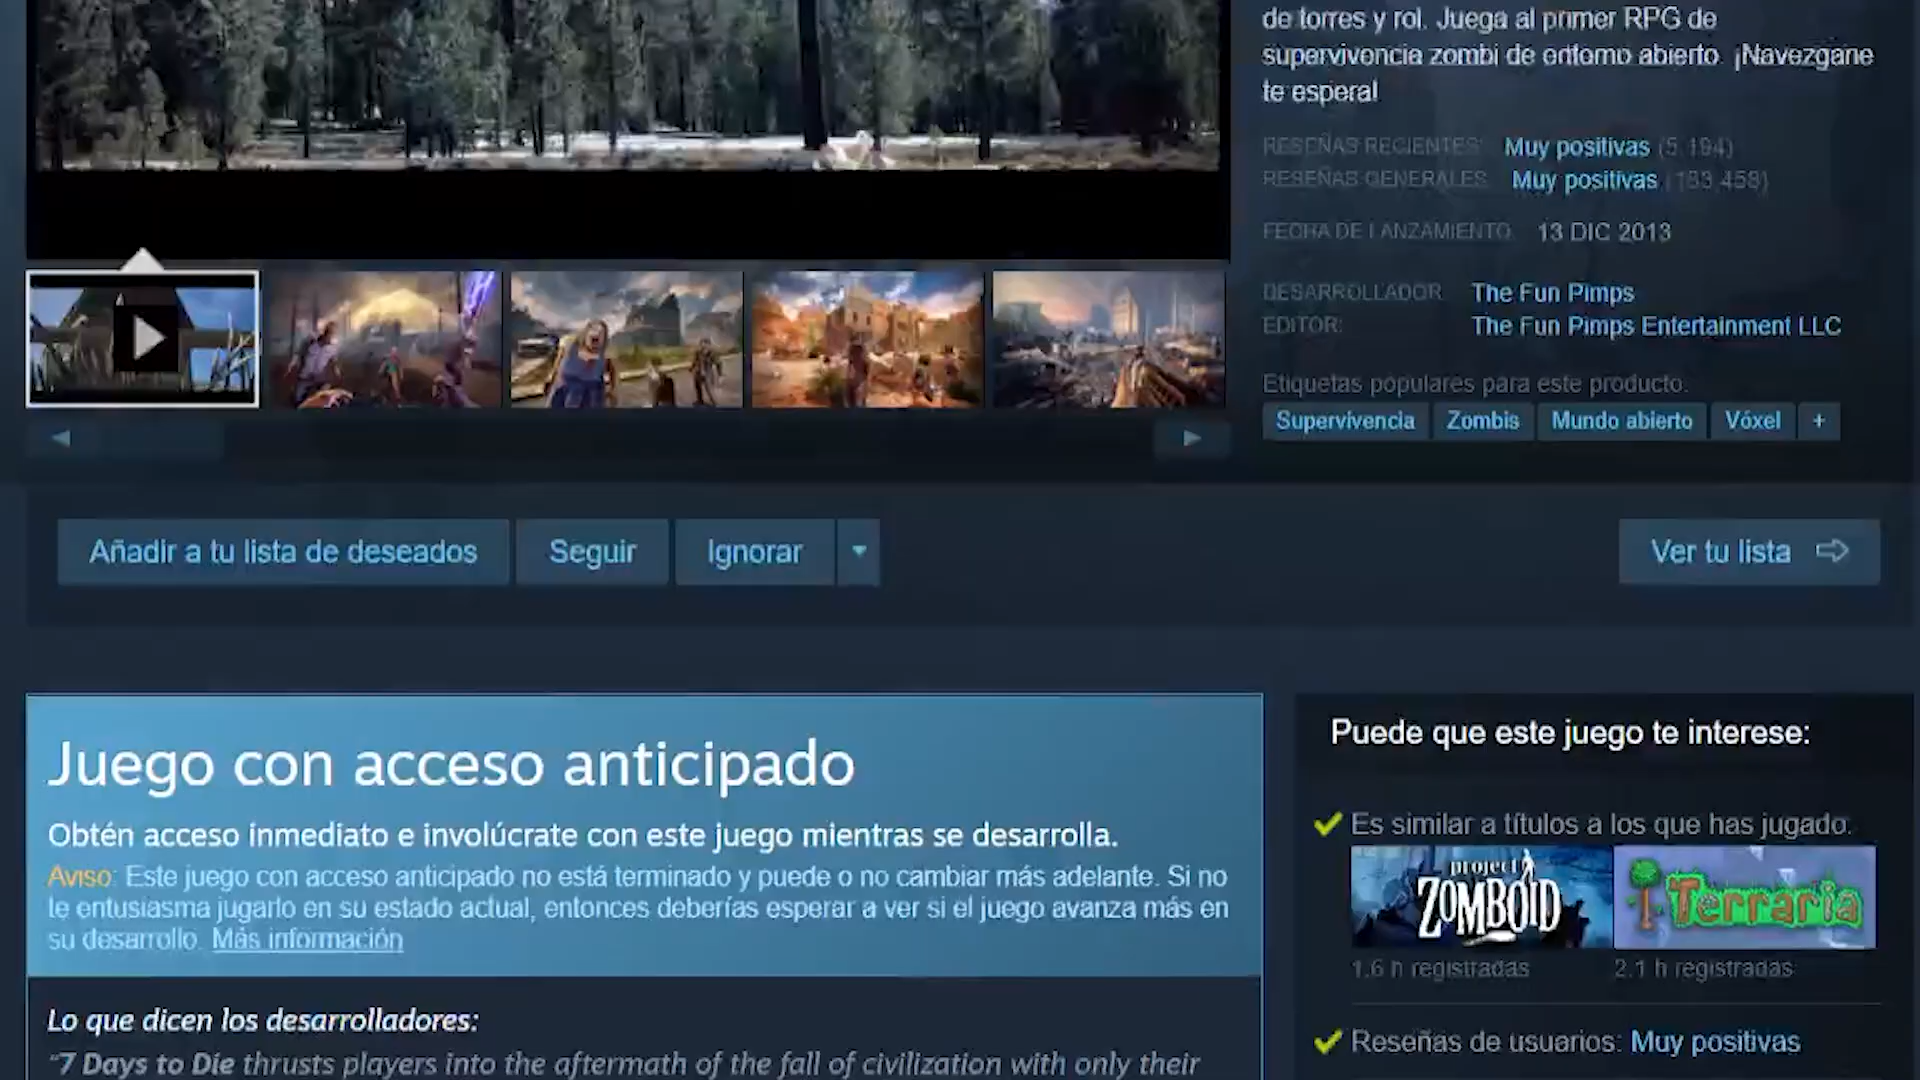 de torres y rol. Juega al primer RPG de
supervivencia zombi de entorno abierto. ¡Navezgane
te espera!
RESEÑAS RECIENTES: Muy positivas (5,194)
RESEÑAS GENERALES: Muy positivas (183,458)
FECHA DE LANZAMIENTO: 13 DIC 2013
DESARROLLADOR: The Fun Pimps
EDITOR: The Fun Pimps Entertainment LLC
Etiquetas populares para este producto:
Supervivencia Zombis Mundo abierto Vóxel +
Añadir a tu lista de deseados Seguir Ignorar Ver tu lista
Juego con acceso anticipado
Obtén acceso inmediato e involúcrate con este juego mientras se desarrolla.
Aviso: Este juego con acceso anticipado no está terminado y puede o no cambiar más adelante. Si no
te entusiasma jugarlo en su estado actual, entonces deberías esperar a ver si el juego avanza más en
su desarrollo. Más información
Lo que dicen los desarrolladores:
“7 Days to Die thrusts players into the aftermath of the fall of civilization with only their
Puede que este juego te interese:
Es similar a títulos a los que has jugado:
project ZOMBOID
Terraria
1.6 h registradas 2.1 h registradas
Reseñas de usuarios: Muy positivas